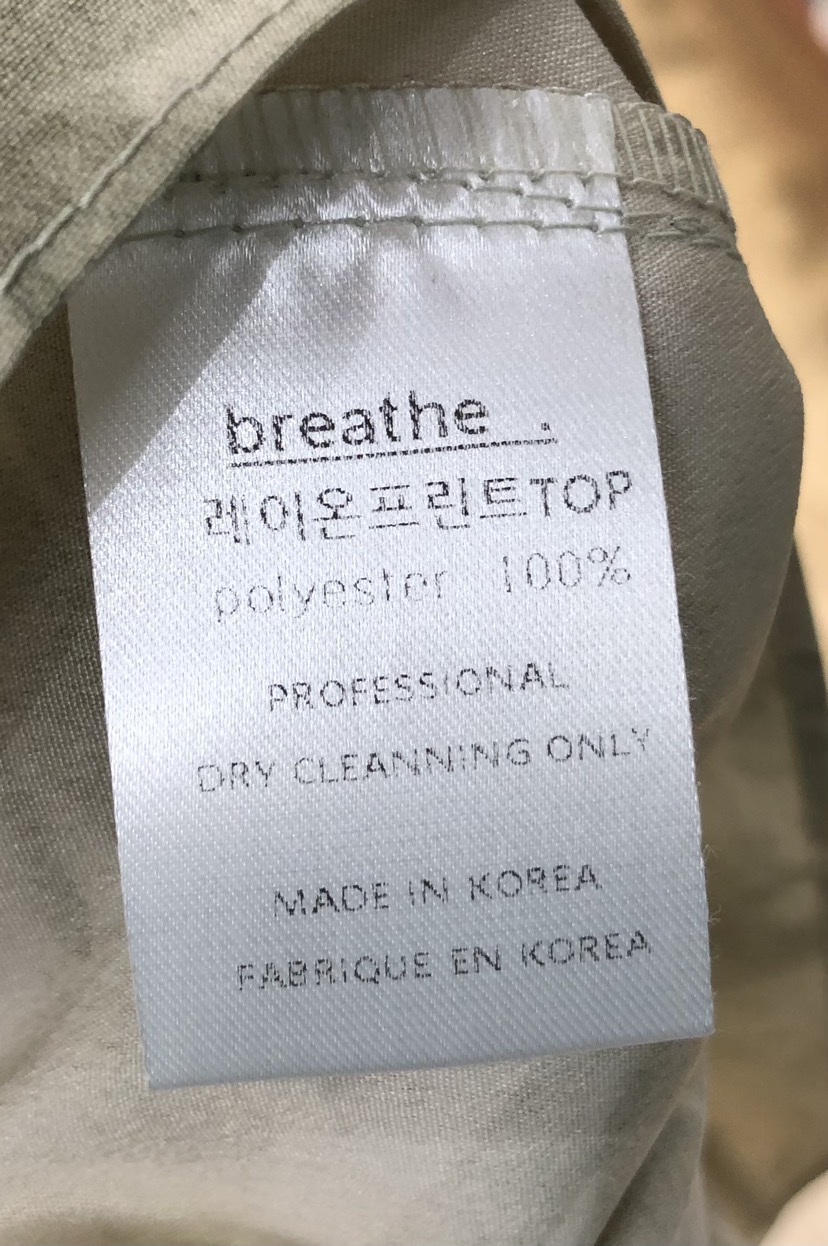 breathe .
레이온프린트TOP
polyester 100%
PROFESSIONAL
DRY CLEANNING ONLY
MADE IN KOREA
FABRIQUE EN KOREA